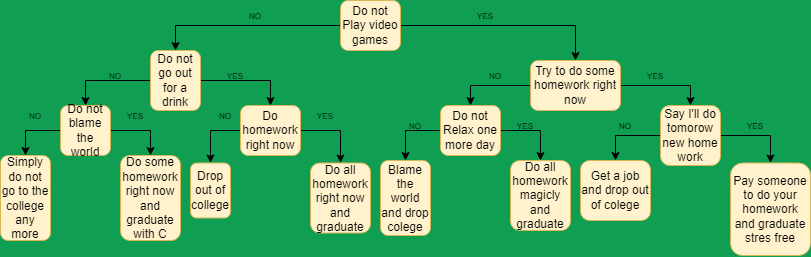 Do not
Play video
games
NO
YES
Do not
go out
for a
drink
Try to do some
homework right
now
NO
YES
NO
YES
Do not
blame
the
world
Do
homework
right now
Do not
Relax one
more day
Say I'll do
tomorow
new home
work
NO
YES
NO
YES
NO
YES
NO
YES
Simply
do not
go to the
college
any
more
Do some
homework
right now
and
graduate
with C
Drop
out of
college
Do all
homework
right now
and
graduate
Blame
the
world
and drop
colege
Do all
homework
magicly
and
graduate
Get a job
and drop out
of colege
Pay someone
to do your
homework
and graduate
stres free